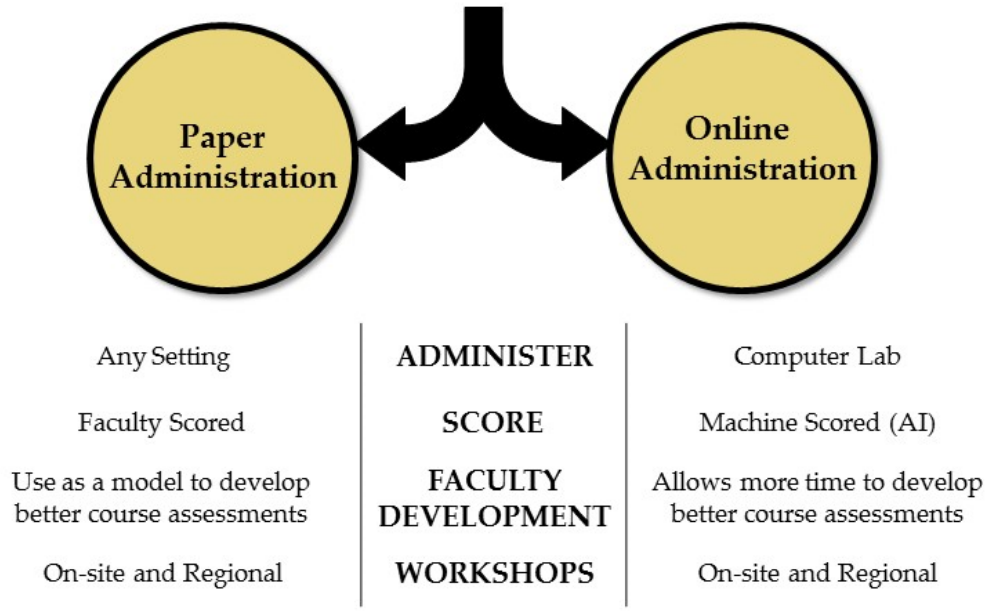 Paper
Administration
Online
Administration
Any Setting
ADMINISTER
Computer Lab
Faculty Scored
SCORE
Machine Scored (AI)
Use as a model to develop
better course assessments
FACULTY
DEVELOPMENT
Allows more time to develop
better course assessments
On-site and Regional
WORKSHOPS
On-site and Regional